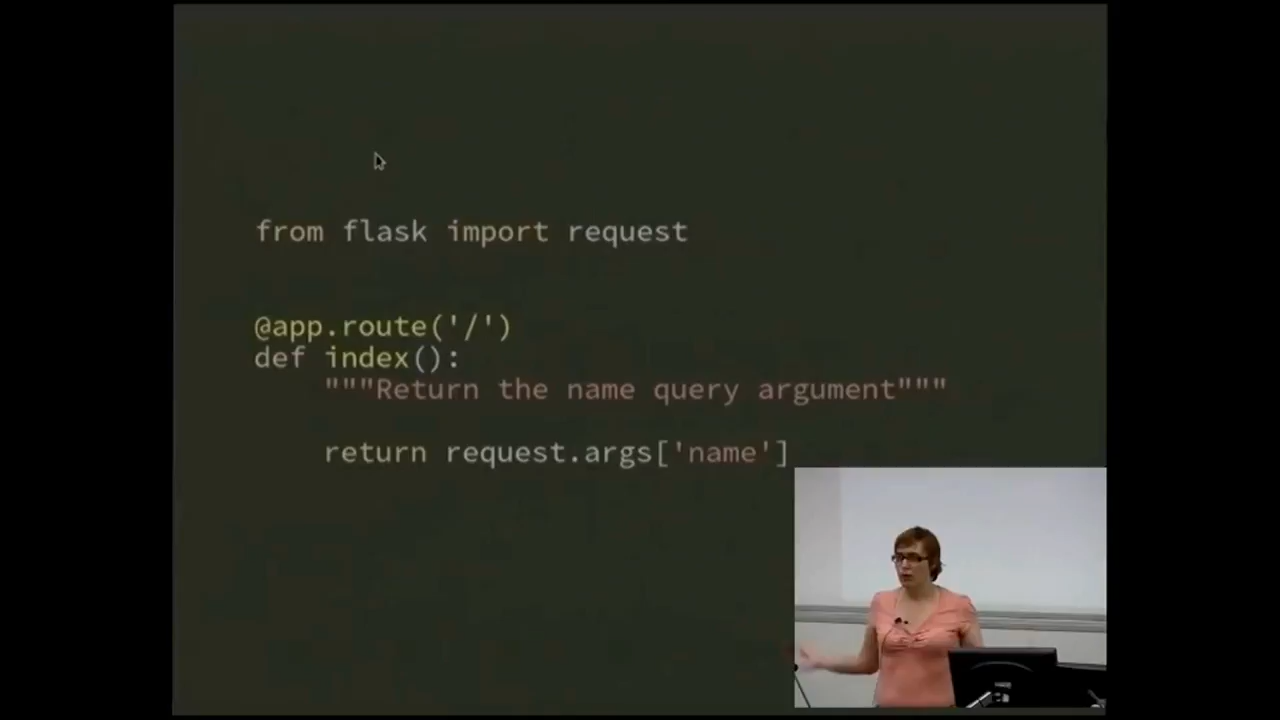 from flask import request
@app.route('/')
def index():
    """Return the name query argument"""
    return request.args['name']